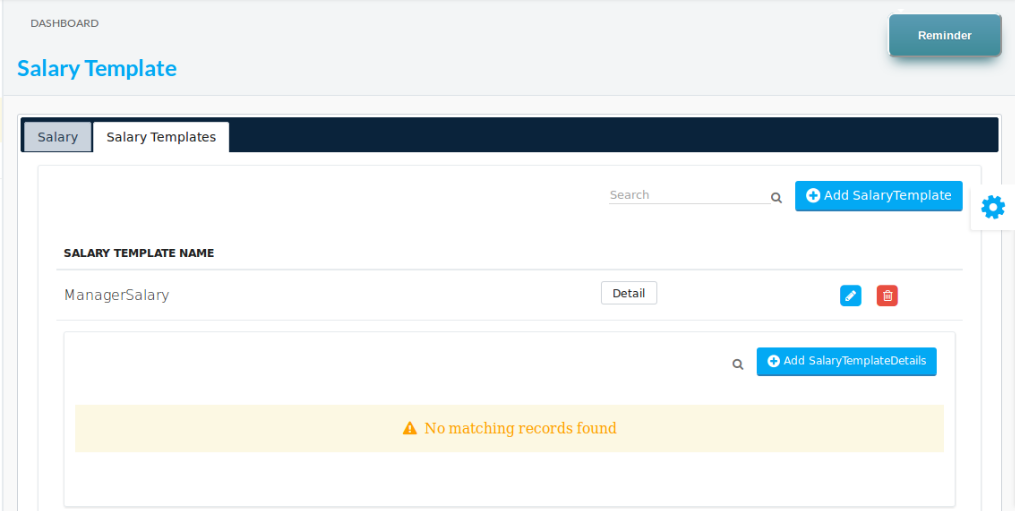 DASHBOARD
Reminder
Salary Template
Salary
Salary Templates
Search
Add SalaryTemplate
SALARY TEMPLATE NAME
ManagerSalary
Detail
Add SalaryTemplateDetails
No matching records found